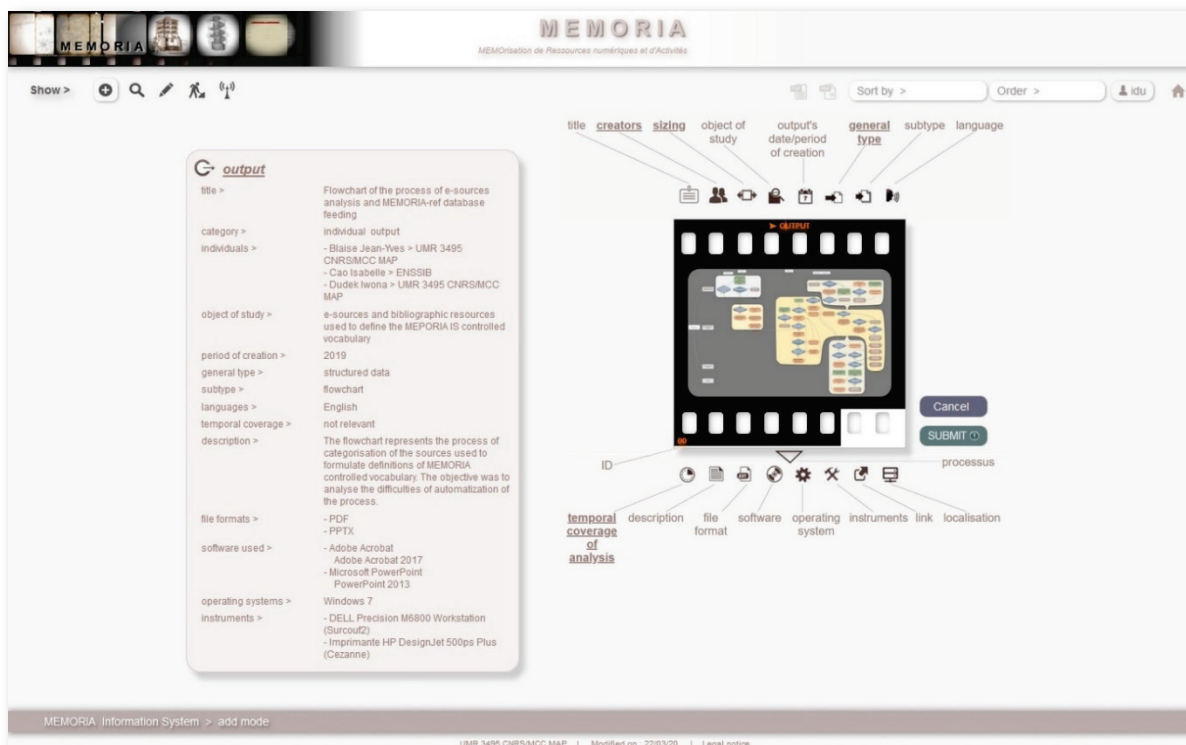 MEMORIA
MEMORIA
MEMOrisation de Ressources numériques et d'Activités
Show >
Sort by >
Order >
idu
output
title > Flowchart of the process of e-sources
analysis and MEMORIA-ref database
feeding
category > individual output
individuals > - Blaise Jean-Yves > UMR 3495
CNRS/MCC MAP
- Cao Isabelle > ENSSIB
- Dudek Iwona > UMR 3495 CNRS/MCC
MAP
object of study > e-sources and bibliographic resources
used to define the MEPORIA IS controlled
vocabulary
period of creation > 2019
general type > structured data
subtype > flowchart
languages > English
temporal coverage > not relevant
description > The flowchart represents the process of
categorisation of the sources used to
formulate definitions of MEMORIA
controlled vocabulary. The objective was to
analyse the difficulties of automatization of
the process.
file formats > - PDF
- PPTX
software used > - Adobe Acrobat
Adobe Acrobat 2017
- Microsoft PowerPoint
PowerPoint 2013
operating systems > Windows 7
instruments > - DELL Precision M6800 Workstation
(Surcouf2)
- Imprimante HP DesignJet 500ps Plus
(Cezanne)
title creators sizing object of study output's date/period of creation general type subtype language
OUTPUT
Cancel
SUBMIT
ID
processus
temporal coverage of analysis description file format software operating system instruments link localisation
MEMORIA Information System > add mode
UMR 3495 CNRS/MCC MAP | Modified on : 22/03/20 | Legal notice